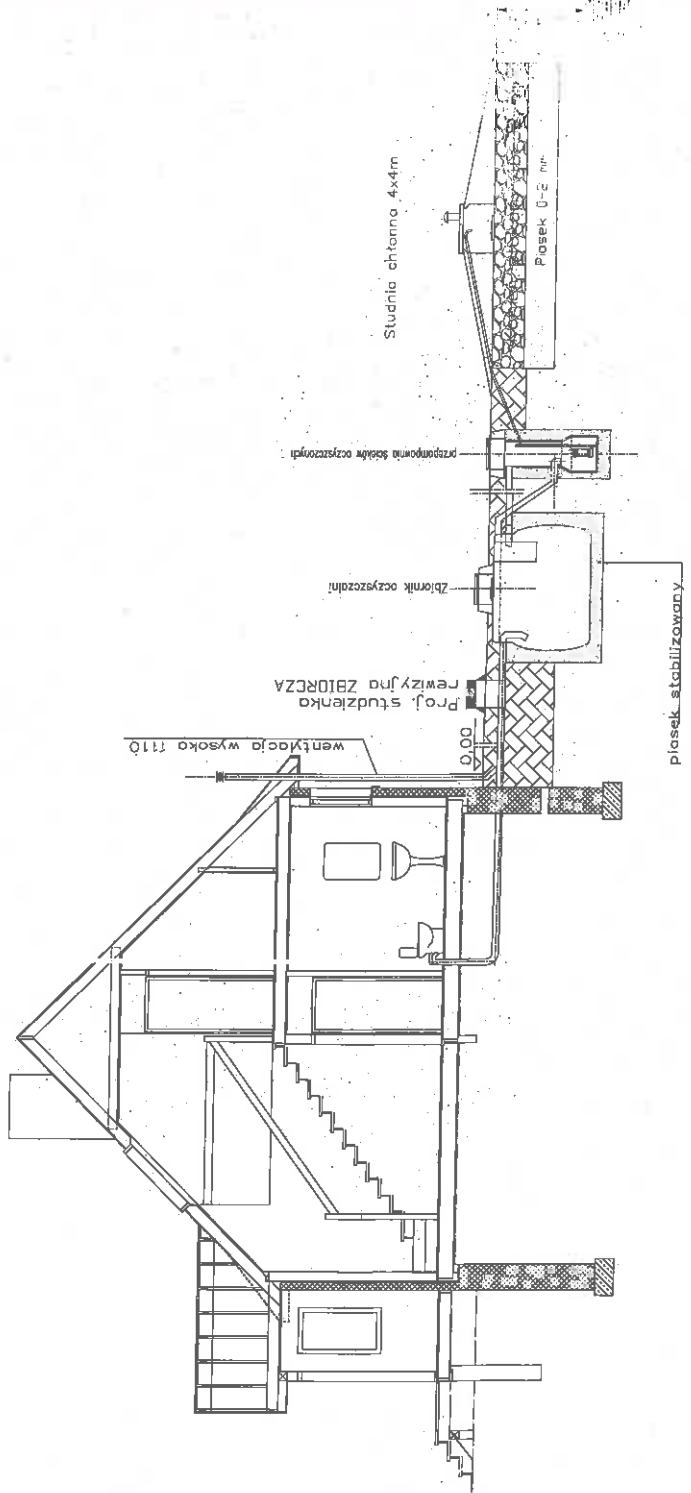 wentylacja wysoka f110
0,00
Proj. studzienka
rewizyjna ZBIORCZA
Zbiornik oczyszczalni
piasek stabilizowany
przepompownia ścieków oczyszczonych
Studnia chłonna 4x4m
Piasek 0-2 mm